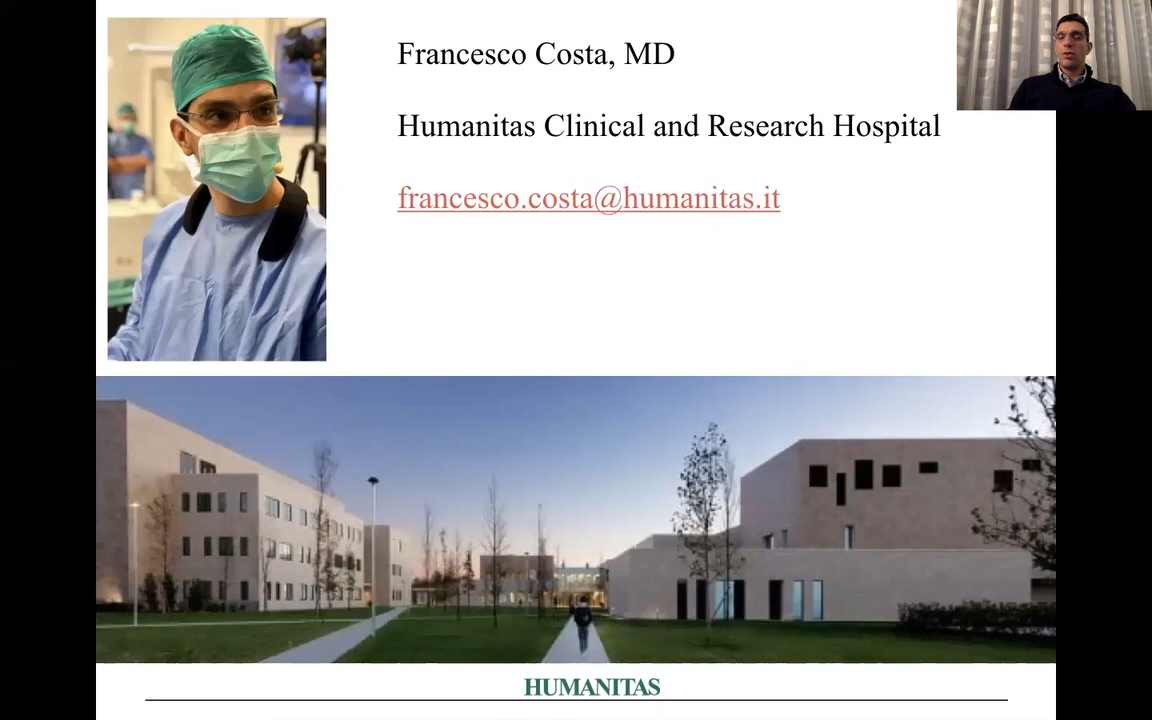 Francesco Costa, MD
Humanitas Clinical and Research Hospital
francesco.costa@humanitas.it
HUMANITAS